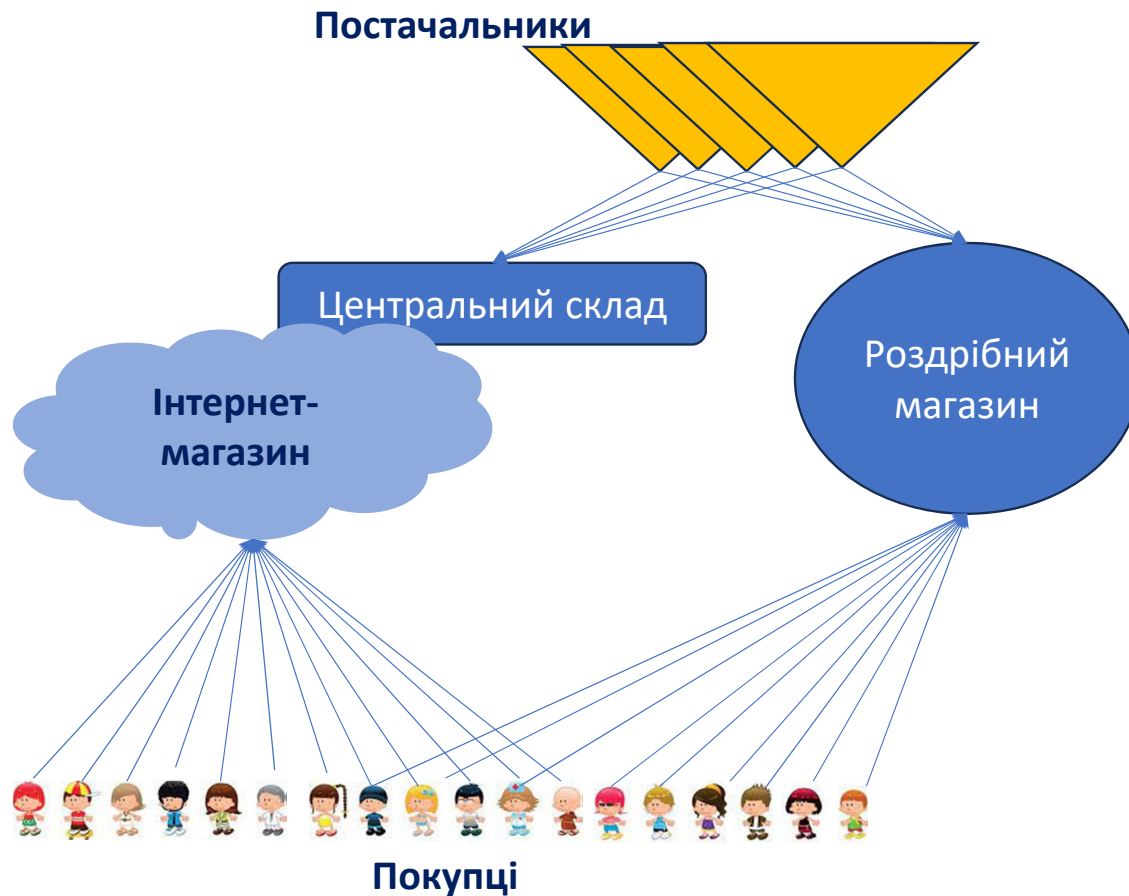 Постачальники
Центральний склад
Інтернет-
магазин
Роздрібний
магазин
Покупці